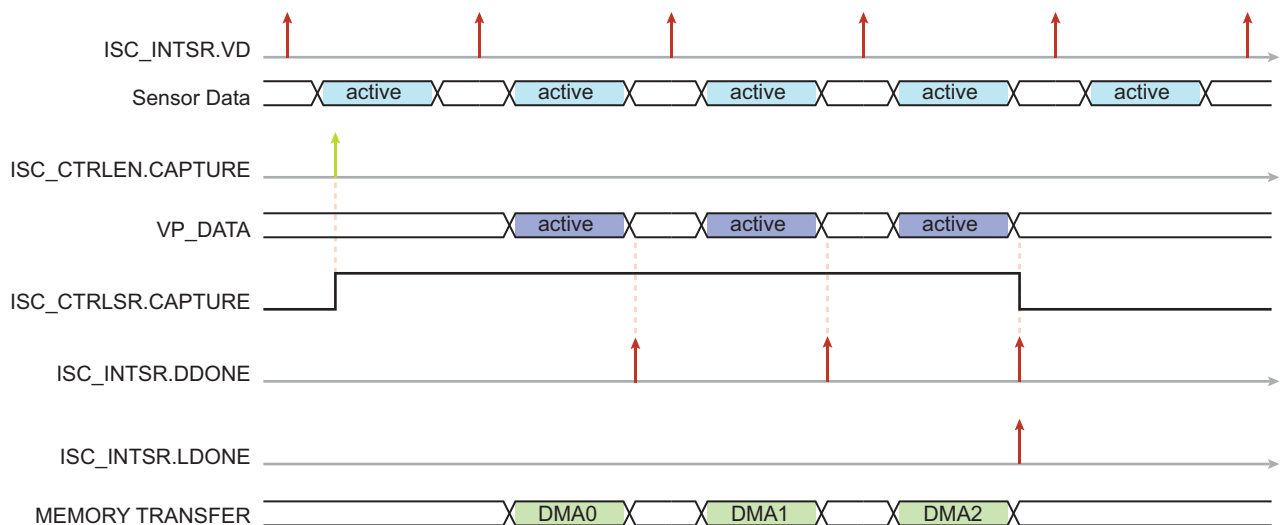 ISC_INTSR.VD
Sensor Data active active active active active
ISC_CTRLEN.CAPTURE
VP_DATA active active active
ISC_CTRLSR.CAPTURE
ISC_INTSR.DDONE
ISC_INTSR.LDONE
MEMORY TRANSFER DMA0 DMA1 DMA2